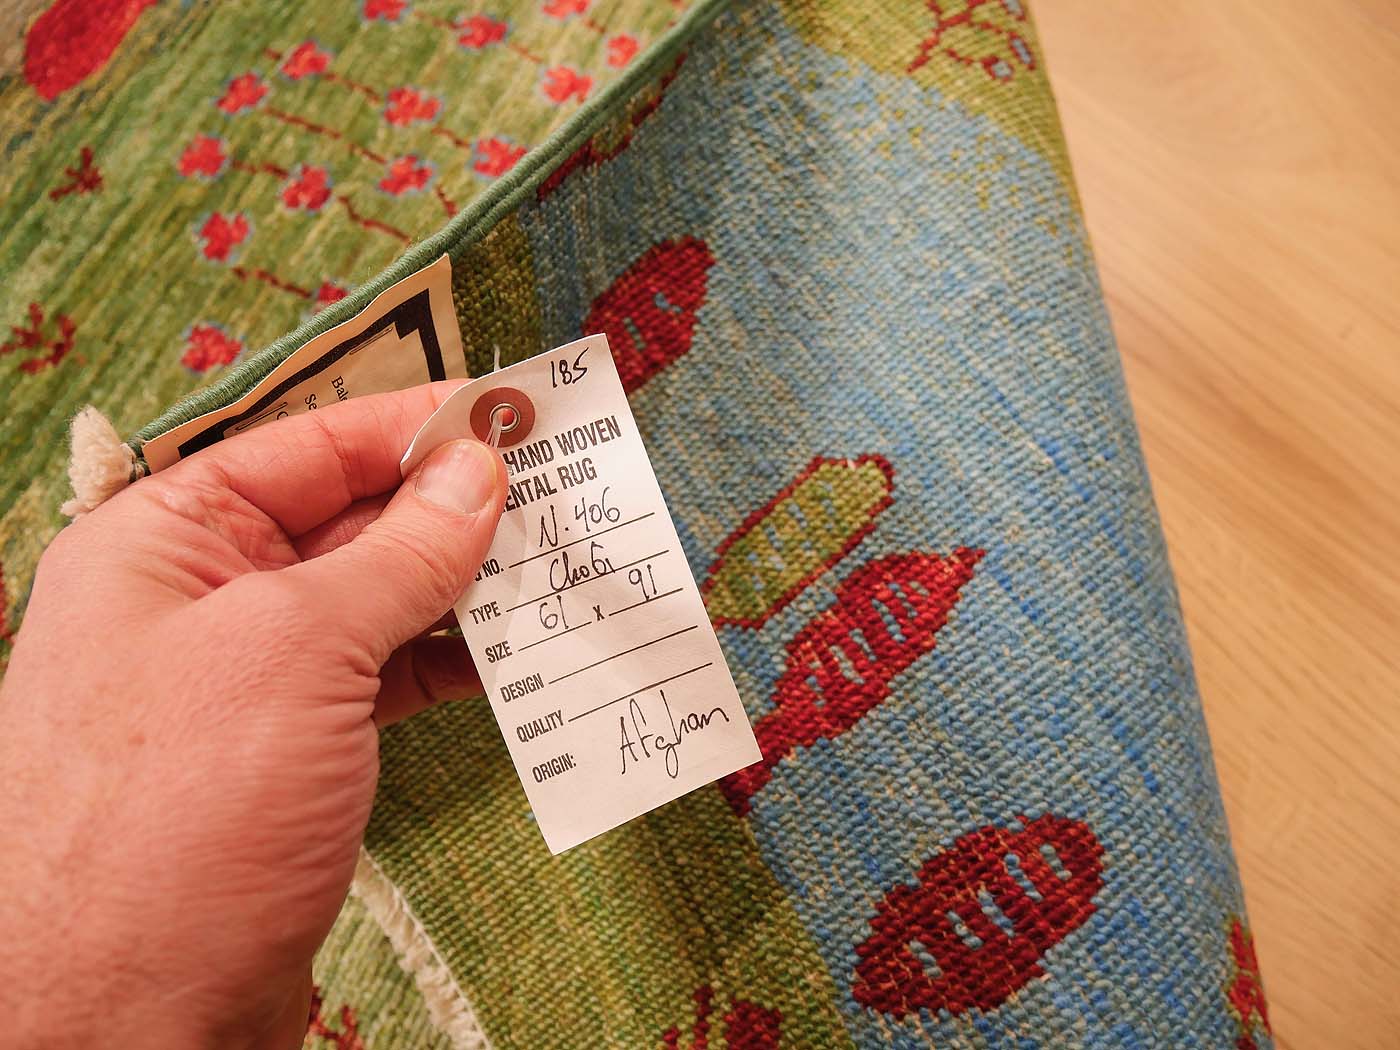 185
HAND WOVEN
ENTAL RUG
N. 406
NO.
Chobi
TYPE
61 x 91
SIZE
DESIGN
QUALITY
ORIGIN: Afghan